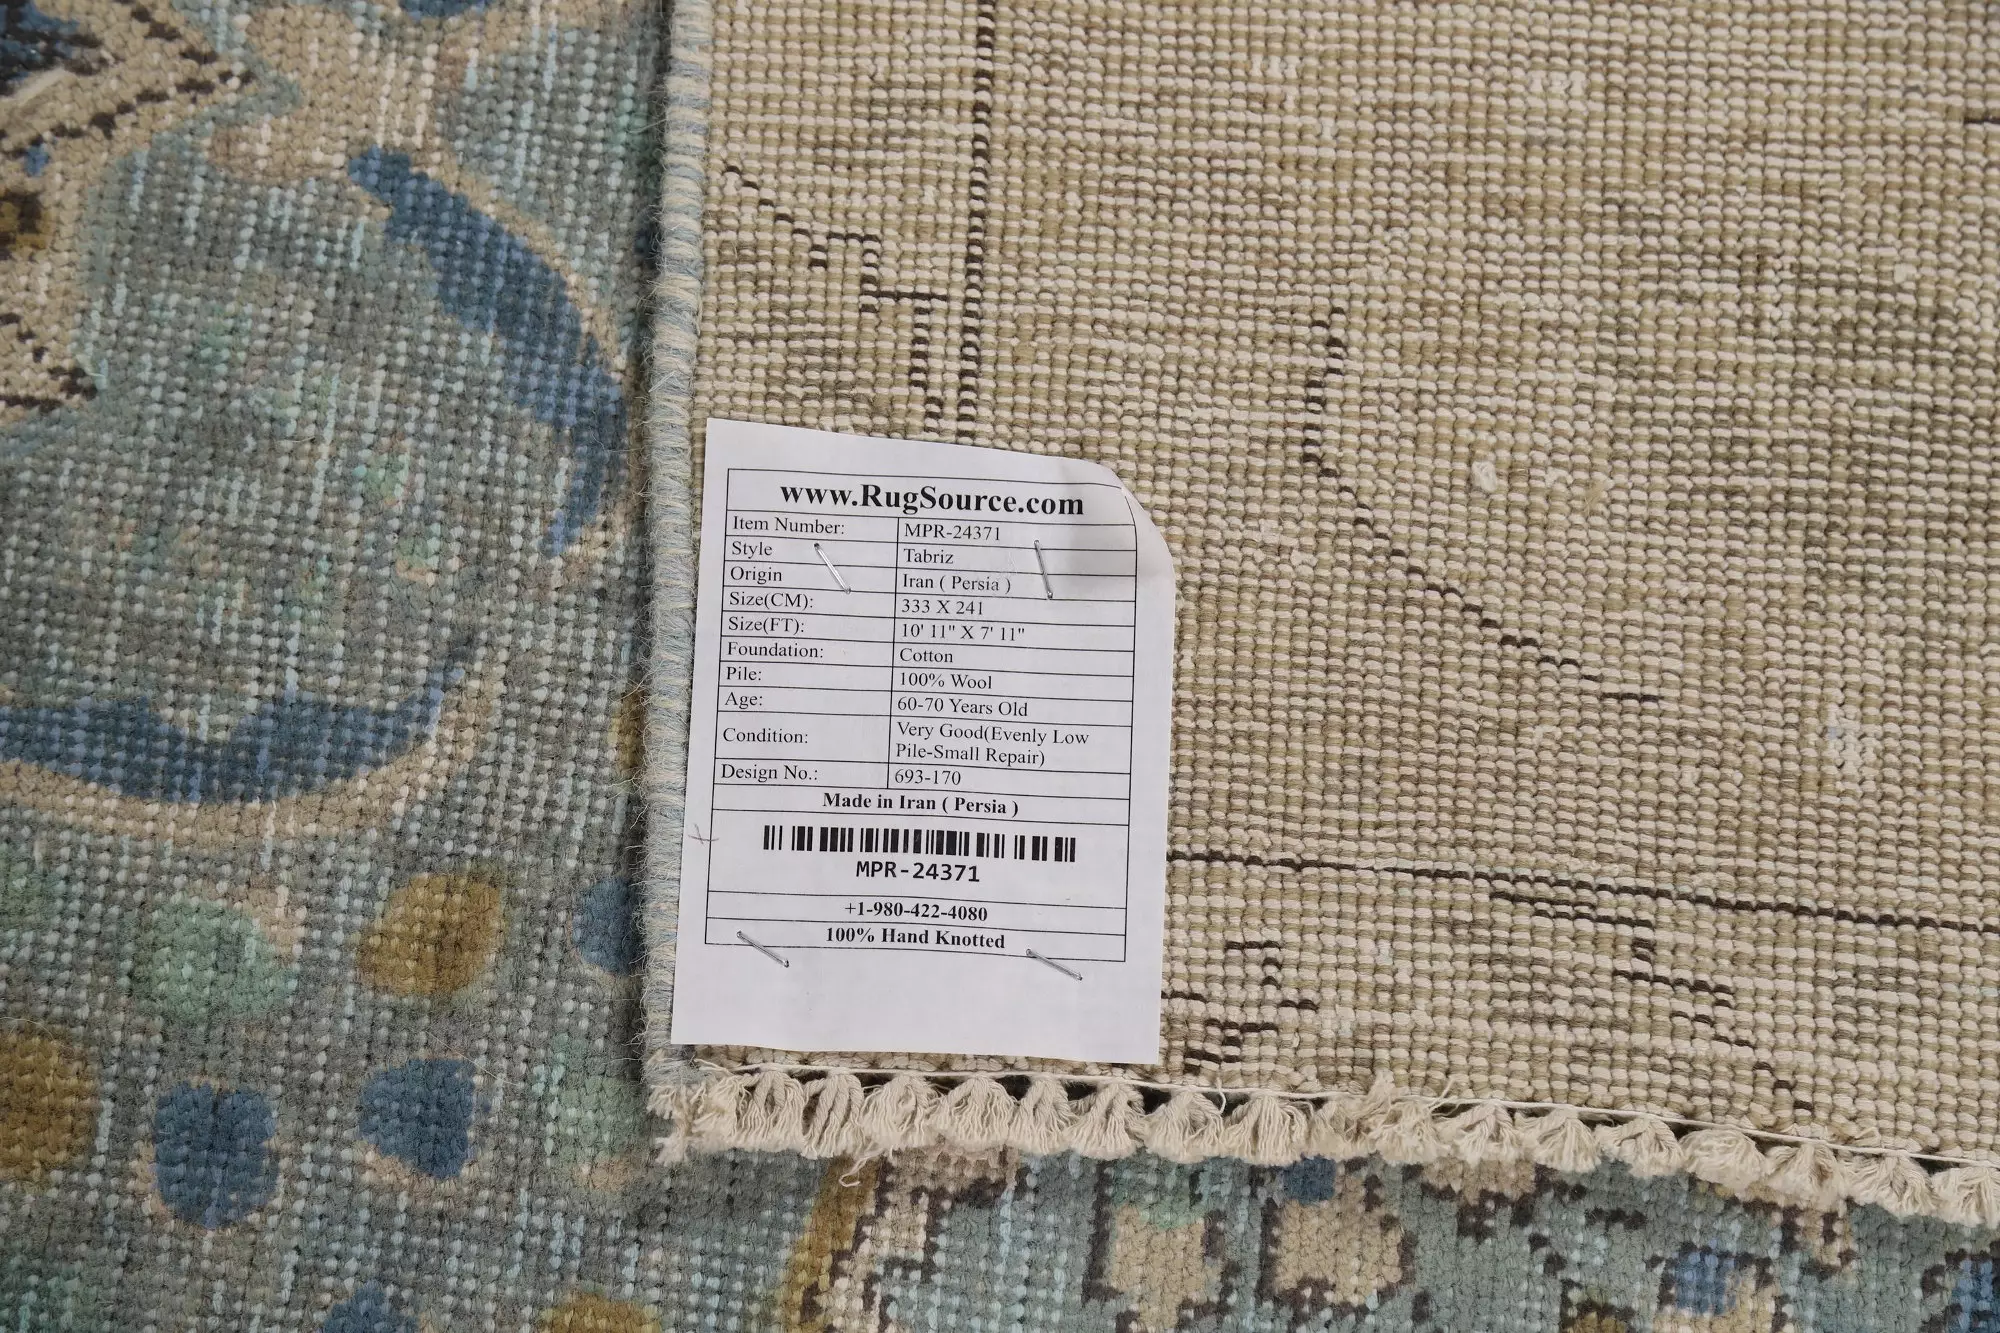 www.RugSource.com
Item Number: MPR-24371
Style Tabriz
Origin Iran ( Persia )
Size(CM): 333 X 241
Size(FT): 10' 11" X 7' 11"
Foundation: Cotton
Pile: 100% Wool
Age: 60-70 Years Old
Condition: Very Good(Evenly Low
Pile-Small Repair)
Design No.: 693-170
Made in Iran ( Persia )
MPR-24371
+1-980-422-4080
100% Hand Knotted